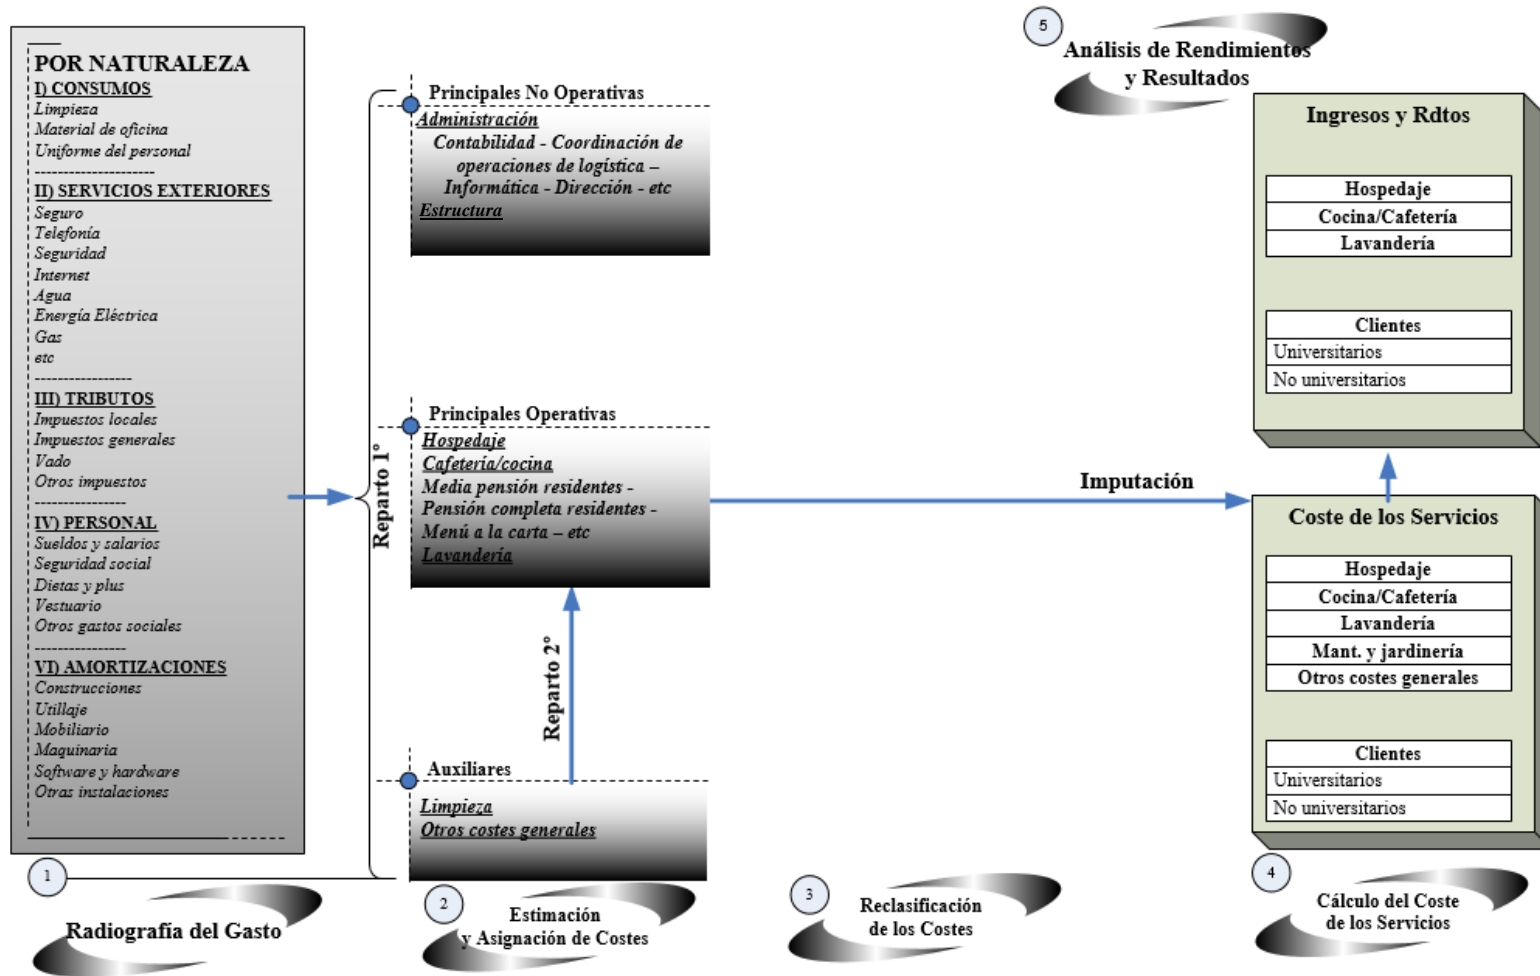 POR NATURALEZA
I) CONSUMOS
Limpieza
Material de oficina
Uniforme del personal
---------------------
II) SERVICIOS EXTERIORES
Seguro
Telefonía
Seguridad
Internet
Agua
Energía Eléctrica
Gas
etc
-----------------
III) TRIBUTOS
Impuestos locales
Impuestos generales
Vado
Otros impuestos
----------------
IV) PERSONAL
Sueldos y salarios
Seguridad social
Dietas y plus
Vestuario
Otros gastos sociales
----------------
VI) AMORTIZACIONES
Construcciones
Utillaje
Mobiliario
Maquinaria
Software y hardware
Otras instalaciones
1
Radiografía del Gasto
Reparto 1°
Principales No Operativas
Administración
Contabilidad - Coordinación de
operaciones de logística –
Informática - Dirección - etc
Estructura
Principales Operativas
Hospedaje
Cafetería/cocina
Media pensión residentes -
Pensión completa residentes -
Menú a la carta – etc
Lavandería
Reparto 2°
Auxiliares
Limpieza
Otros costes generales
2
Estimación
y Asignación de Costes
3
Reclasificación
de los Costes
Imputación
5
Análisis de Rendimientos
y Resultados
Ingresos y Rdtos
Hospedaje
Cocina/Cafetería
Lavandería
Clientes
Universitarios
No universitarios
Coste de los Servicios
Hospedaje
Cocina/Cafetería
Lavandería
Mant. y jardinería
Otros costes generales
Clientes
Universitarios
No universitarios
4
Cálculo del Coste
de los Servicios